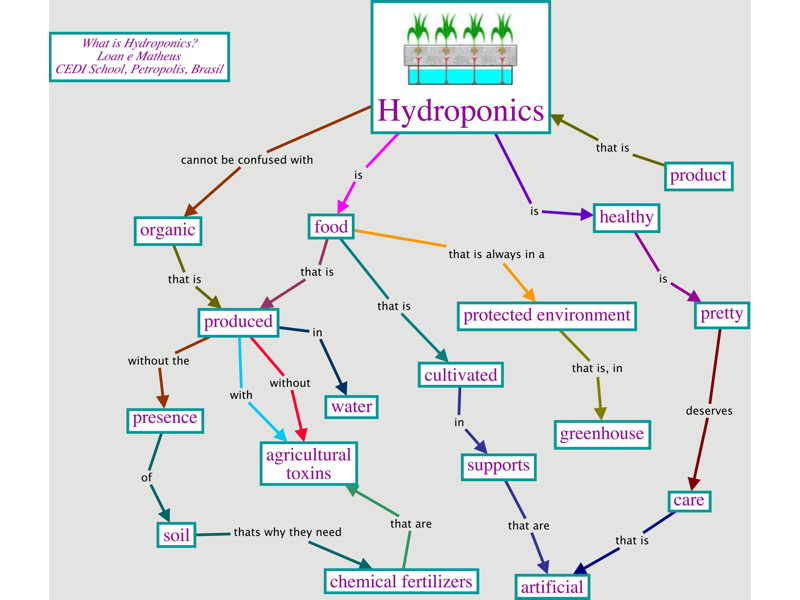 What is Hydroponics?
Loan e Matheus
CEDI School, Petropolis, Brasil
Hydroponics
that is
product
cannot be confused with
is
is
organic
food
healthy
that is
that is
that is always in a
is
produced
that is
protected environment
pretty
without the
in
with
without
cultivated
that is, in
presence
water
in
greenhouse
deserves
agricultural
toxins
supports
of
care
soil
thats why they need
that are
that are
that is
chemical fertilizers
artificial